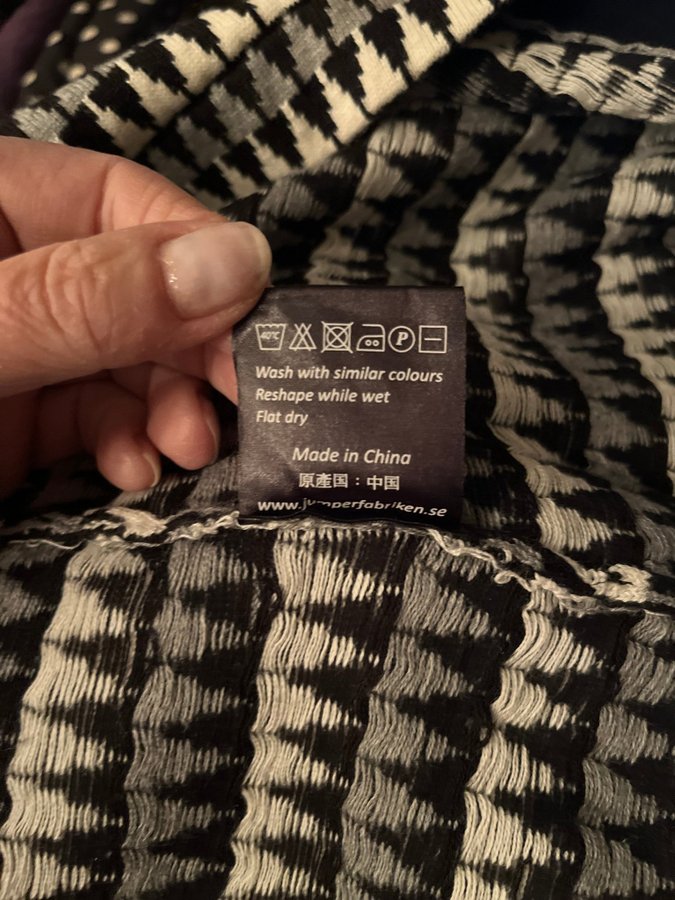 40°C P
Wash with similar colours
Reshape while wet
Flat dry
Made in China
原產国：中国
www.jumperfabriken.se